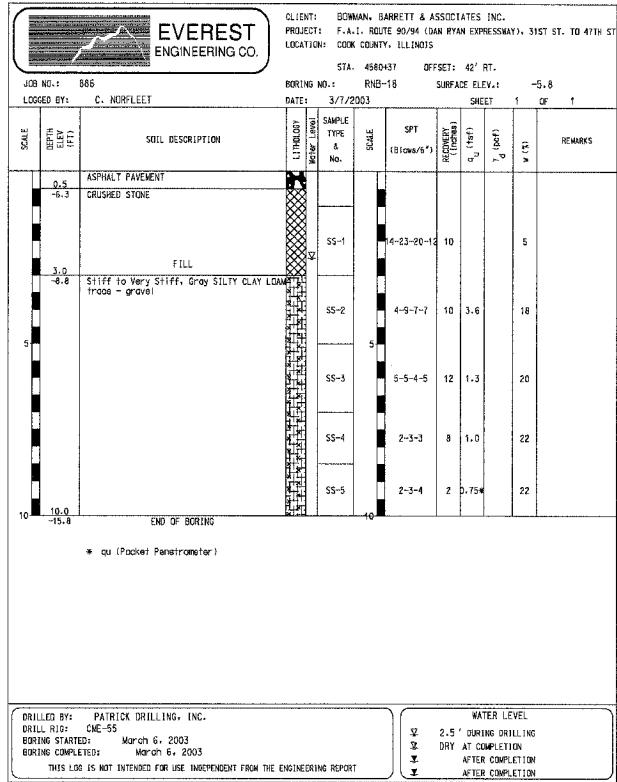 EVEREST
ENGINEERING CO.
CLIENT: BOWMAN, BARRETT & ASSOCIATES INC.
PROJECT: F.A.I. ROUTE 90/94 (DAN RYAN EXPRESSWAY), 31ST ST. TO 47TH ST
LOCATION: COOK COUNTY, ILLINOIS
STA. 4580+37 OFFSET: 42' RT.
JOB NO.: 886 BORING NO.: RNB-18 SURFACE ELEV.: -5.8
LOGGED BY: C. NORFLEET DATE: 3/7/2003 SHEET 1 OF 1
SCALE DEPTH ELEV (FT) SOIL DESCRIPTION LITHOLOGY Water Level SAMPLE TYPE & No. SCALE SPT (Blows/6") RECOVERY (inches) qu (tsf) γd (pcf) w (%) REMARKS
ASPHALT PAVEMENT
0.5
-6.3 CRUSHED STONE
SS-1 14-23-20-12 10 5
FILL
3.0
-8.8 Stiff to Very Stiff, Gray SILTY CLAY LOAM
trace - gravel
SS-2 4-9-7-7 10 3.6 18
5 5
SS-3 5-5-4-5 12 1.3 20
SS-4 2-3-3 8 1.0 22
SS-5 2-3-4 2 0.75* 22
10 10.0 10
-15.8 END OF BORING
* qu (Pocket Penetrometer)
DRILLED BY: PATRICK DRILLING, INC.
DRILL RIG: CME-55
BORING STARTED: March 6, 2003
BORING COMPLETED: March 6, 2003
THIS LOG IS NOT INTENDED FOR USE INDEPENDENT FROM THE ENGINEERING REPORT
WATER LEVEL
2.5 ' DURING DRILLING
DRY AT COMPLETION
AFTER COMPLETION
AFTER COMPLETION